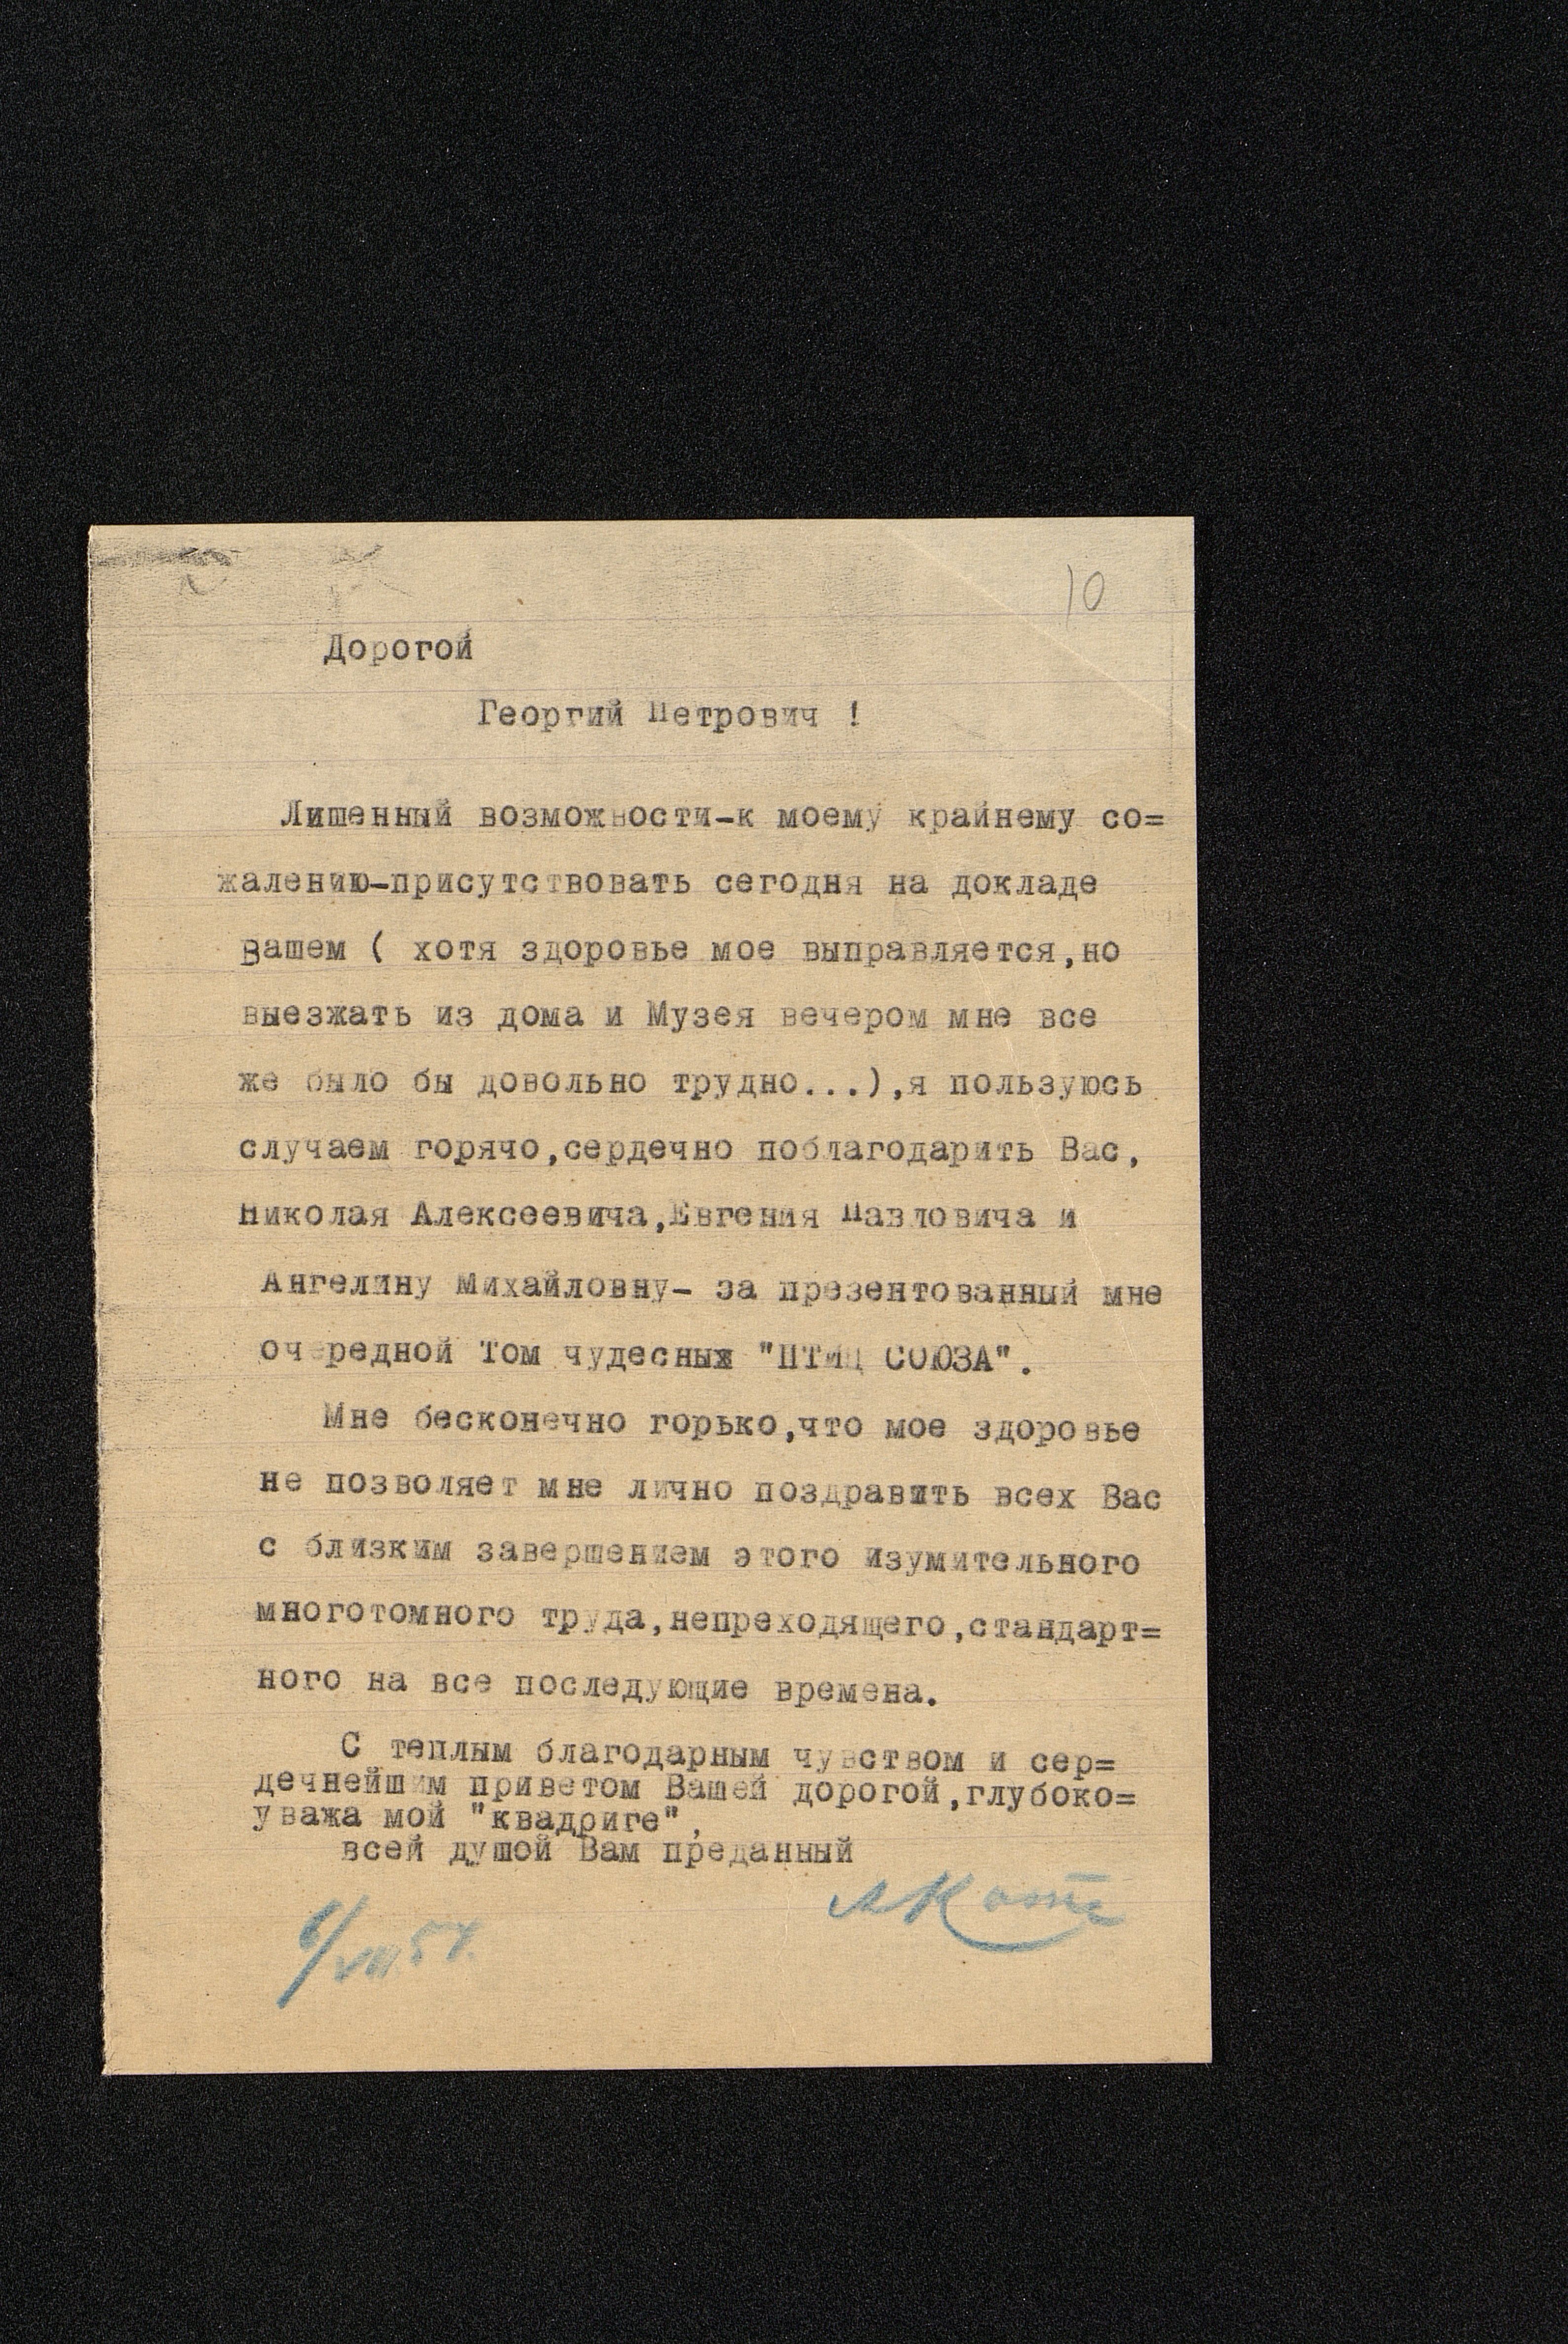 10
Дорогой
Георгий Петрович !
Лишенный возможности-к моему крайнему со=
жалению-присутствовать сегодня на докладе
вашем ( хотя здоровье мое выправляется,но
выезжать из дома и Музея вечером мне все
же было бы довольно трудно...),я пользуюсь
случаем горячо,сердечно поблагодарить Вас,
Николая Алексеевича,Евгения Павловича и
Ангелину Михайловну- за презентованный мне
очередной Том чудесных "ПТИЦ СОЮЗА".
Мне бесконечно горько,что мое здоровье
не позволяет мне лично поздравить всех Вас
с близким завершением этого изумительного
многотомного труда,непреходящего,стандарт=
ного на все последующие времена.
С теплым благодарным чувством и сер=
дечнейшим приветом Вашей дорогой,глубоко=
уважа мой "квадриге",
всей душой Вам преданный
АКотс